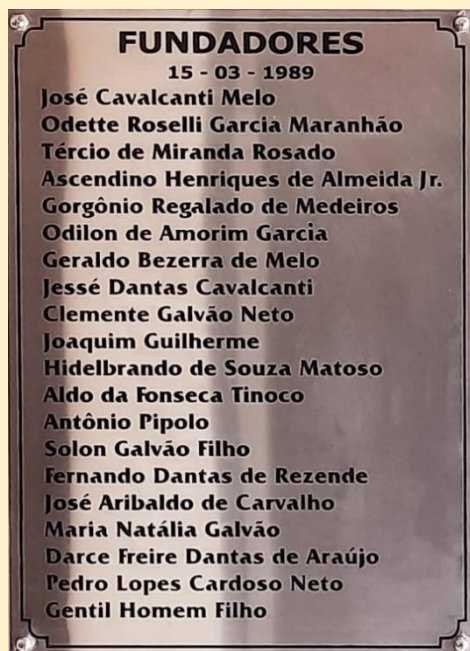 FUNDADORES
15 - 03 - 1989
José Cavalcanti Melo
Odette Roselli Garcia Maranhão
Tércio de Miranda Rosado
Ascendino Henriques de Almeida Jr.
Gorgônio Regalado de Medeiros
Odilon de Amorim Garcia
Geraldo Bezerra de Melo
Jessé Dantas Cavalcanti
Clemente Galvão Neto
Joaquim Guilherme
Hidelbrando de Souza Matoso
Aldo da Fonseca Tinoco
Antônio Pipolo
Solon Galvão Filho
Fernando Dantas de Rezende
José Aribaldo de Carvalho
Maria Natália Galvão
Darce Freire Dantas de Araújo
Pedro Lopes Cardoso Neto
Gentil Homem Filho